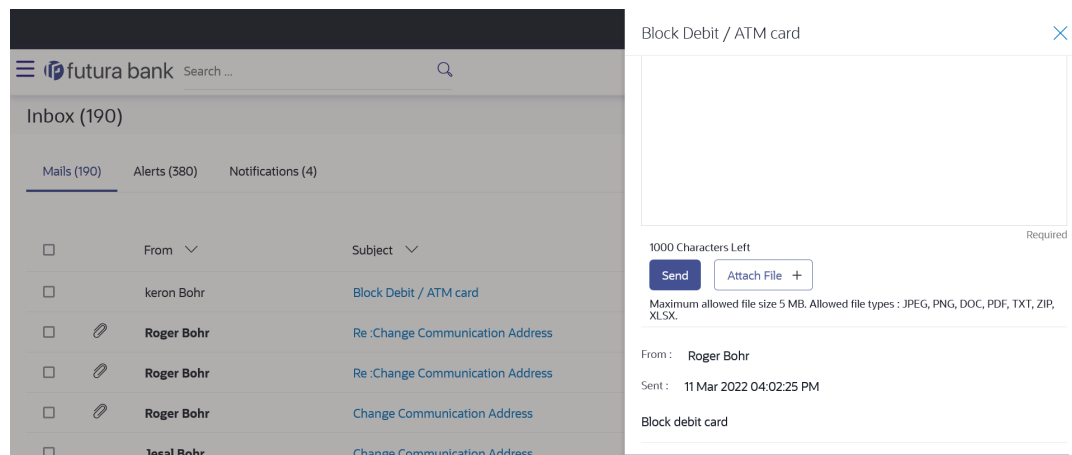 futura bank Search ...
Inbox (190)
Mails (190) Alerts (380) Notifications (4)
From Subject
keron Bohr Block Debit / ATM card
Roger Bohr Re :Change Communication Address
Roger Bohr Re :Change Communication Address
Roger Bohr Change Communication Address
Jesal Bohr Change Communication Address
Block Debit / ATM card
Required
1000 Characters Left
Send Attach File +
Maximum allowed file size 5 MB. Allowed file types : JPEG, PNG, DOC, PDF, TXT, ZIP,
XLSX.
From : Roger Bohr
Sent : 11 Mar 2022 04:02:25 PM
Block debit card